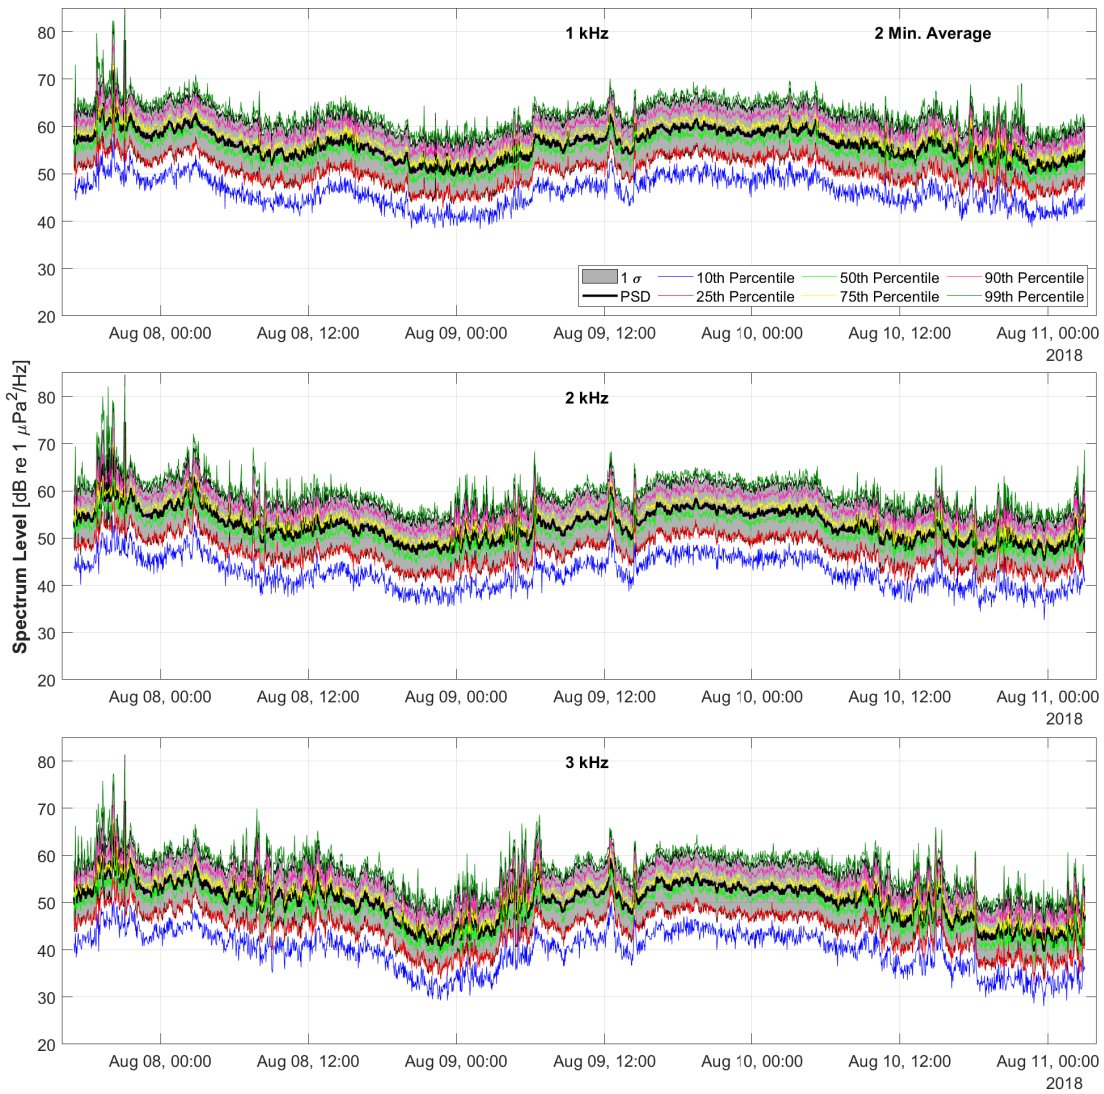 80
70
60
50
40
30
20
1 kHz
2 Min. Average
1 σ
10th Percentile
50th Percentile
90th Percentile
PSD
25th Percentile
75th Percentile
99th Percentile
Aug 08, 00:00
Aug 08, 12:00
Aug 09, 00:00
Aug 09, 12:00
Aug 10, 00:00
Aug 10, 12:00
Aug 11, 00:00
2018
Spectrum Level [dB re 1 μPa²/Hz]
80
70
60
50
40
30
20
2 kHz
Aug 08, 00:00
Aug 08, 12:00
Aug 09, 00:00
Aug 09, 12:00
Aug 10, 00:00
Aug 10, 12:00
Aug 11, 00:00
2018
80
70
60
50
40
30
20
3 kHz
Aug 08, 00:00
Aug 08, 12:00
Aug 09, 00:00
Aug 09, 12:00
Aug 10, 00:00
Aug 10, 12:00
Aug 11, 00:00
2018